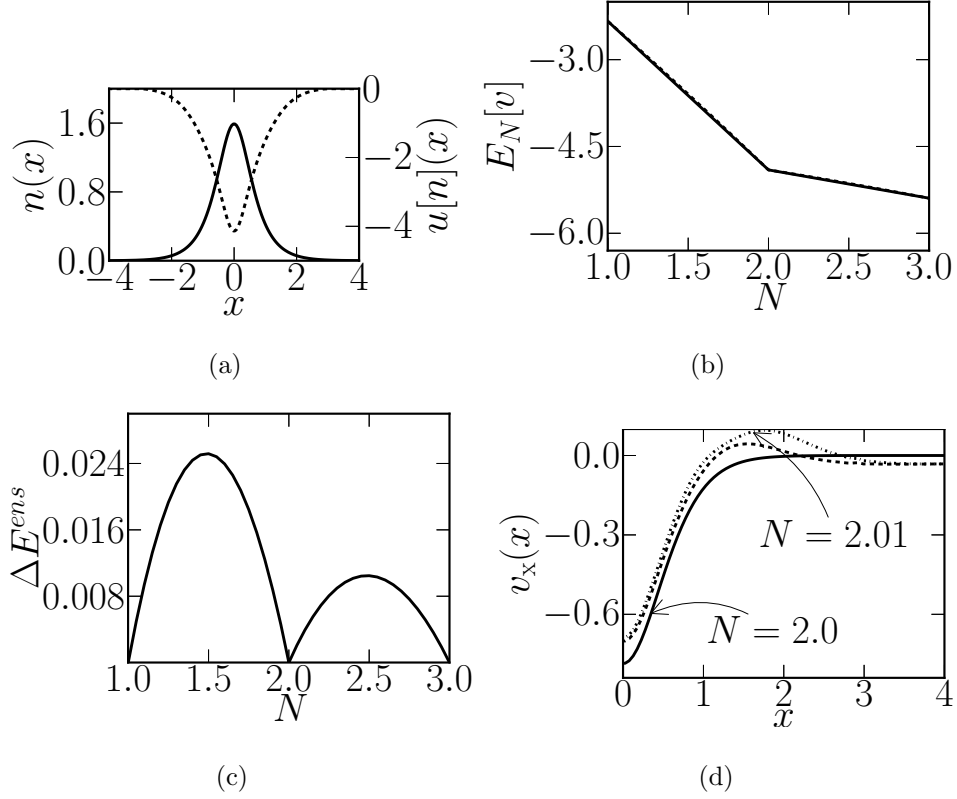 n(x)
1.6
0.8
0.0
−4 −2 0 2 4
x
0
−2
−4
u[n](x)
(a)
E_N[v]
−3.0
−4.5
−6.0
1.0 1.5 2.0 2.5 3.0
N
(b)
ΔE^{ens}
0.024
0.016
0.008
1.0 1.5 2.0 2.5 3.0
N
(c)
v_x(x)
0.0
−0.3
−0.6
N = 2.01
N = 2.0
0 1 2 3 4
x
(d)